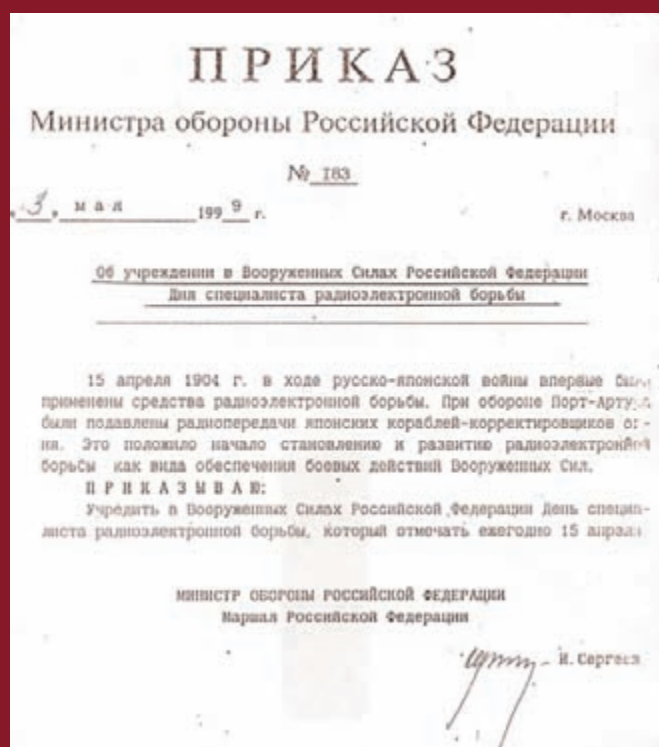 ПРИКАЗ
Министра обороны Российской Федерации
№ 183
"3" мая 1999 г. г. Москва
Об учреждении в Вооруженных Силах Российской Федерации
Дня специалиста радиоэлектронной борьбы
15 апреля 1904 г. в ходе русско-японской войны впервые были
применены средства радиоэлектронной борьбы. При обороне Порт-Артура
были подавлены радиопередачи японских кораблей-корректировщиков ог-
ня. Это положило начало становлению и развитию радиоэлектронной
борьбы как вида обеспечения боевых действий Вооруженных Сил.
ПРИКАЗЫВАЮ:
Учредить в Вооруженных Силах Российской Федерации День специа-
листа радиоэлектронной борьбы, который отмечать ежегодно 15 апреля
МИНИСТР ОБОРОНЫ РОССИЙСКОЙ ФЕДЕРАЦИИ
Маршал Российской Федерации
И. Сергеев